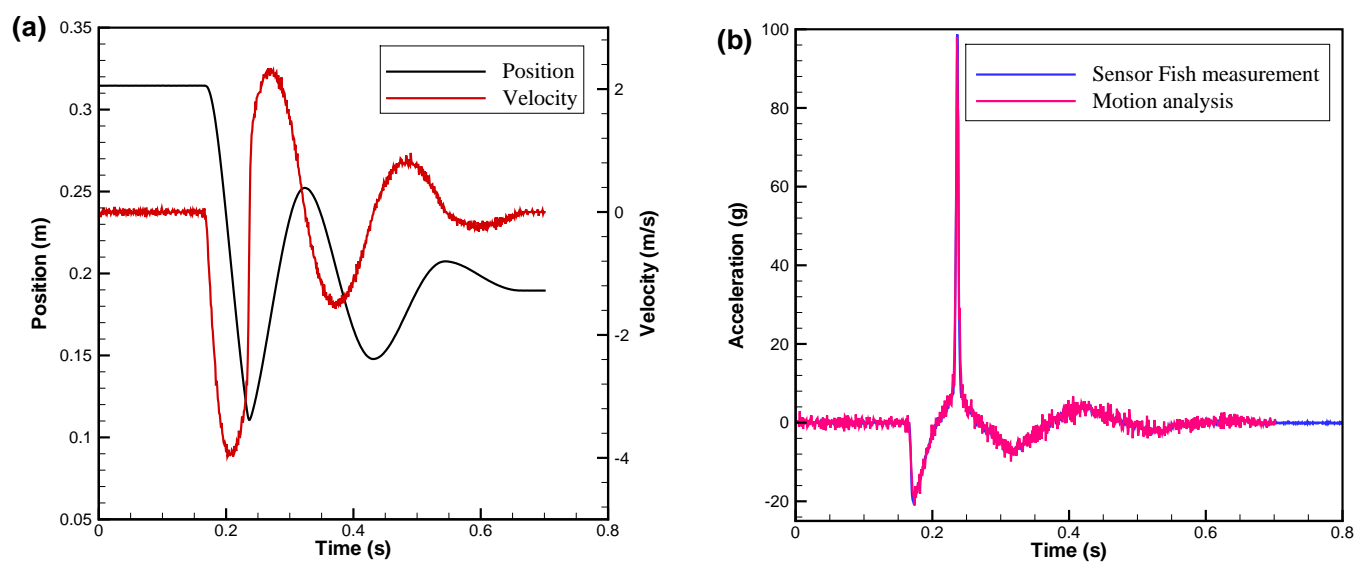 (a)
Position
Velocity
0.35
0.3
0.25
0.2
0.15
0.1
0.05
Position (m)
2
0
-2
-4
Velocity (m/s)
0
0.2
0.4
0.6
0.8
Time (s)
(b)
Sensor Fish measurement
Motion analysis
100
80
60
40
20
0
-20
Acceleration (g)
0
0.2
0.4
0.6
0.8
Time (s)